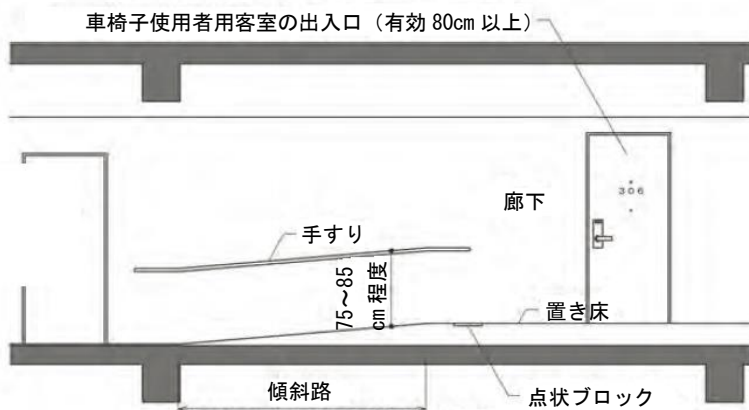 車椅子使用者用客室の出入口（有効 80cm 以上）
306
廊下
手すり
75～85
cm 程度
置き床
傾斜路
点状ブロック